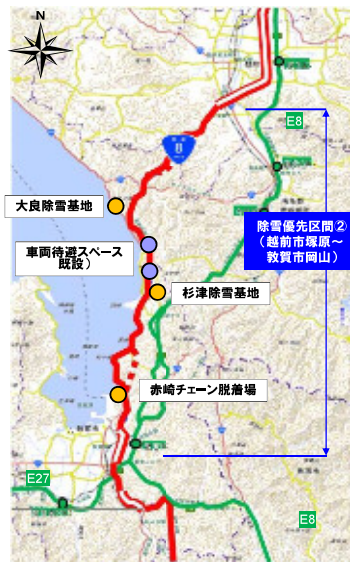 N
E8
8
大良除雪基地
除雪優先区間②
（越前市塚原～
敦賀市岡山）
車両待避スペース
既設）
杉津除雪基地
赤崎チェーン脱着場
E27
E8